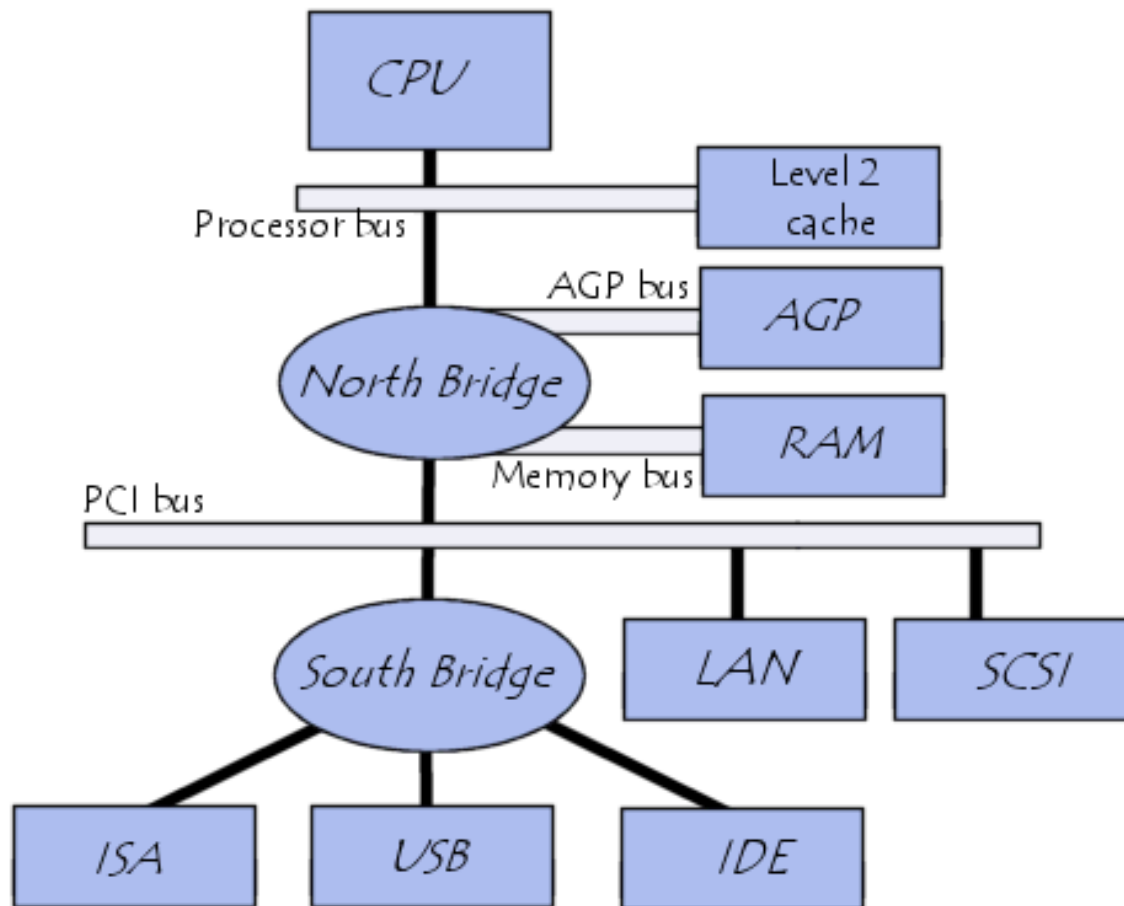 CPU
Level 2
cache
Processor bus
AGP bus
AGP
North Bridge
RAM
Memory bus
PCI bus
South Bridge
LAN
SCSI
ISA
USB
IDE